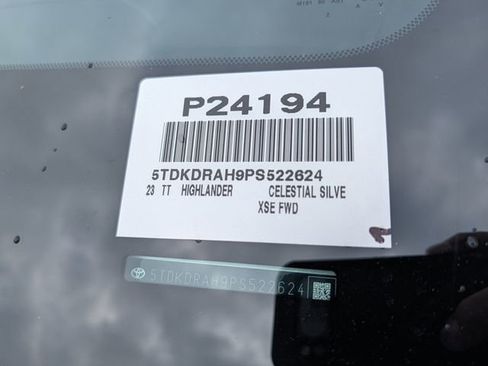 P24194
5TDKDRAH9PS522624
23 TT HIGHLANDER CELESTIAL SILVE
XSE FWD
5TDKDRAH9PS522624